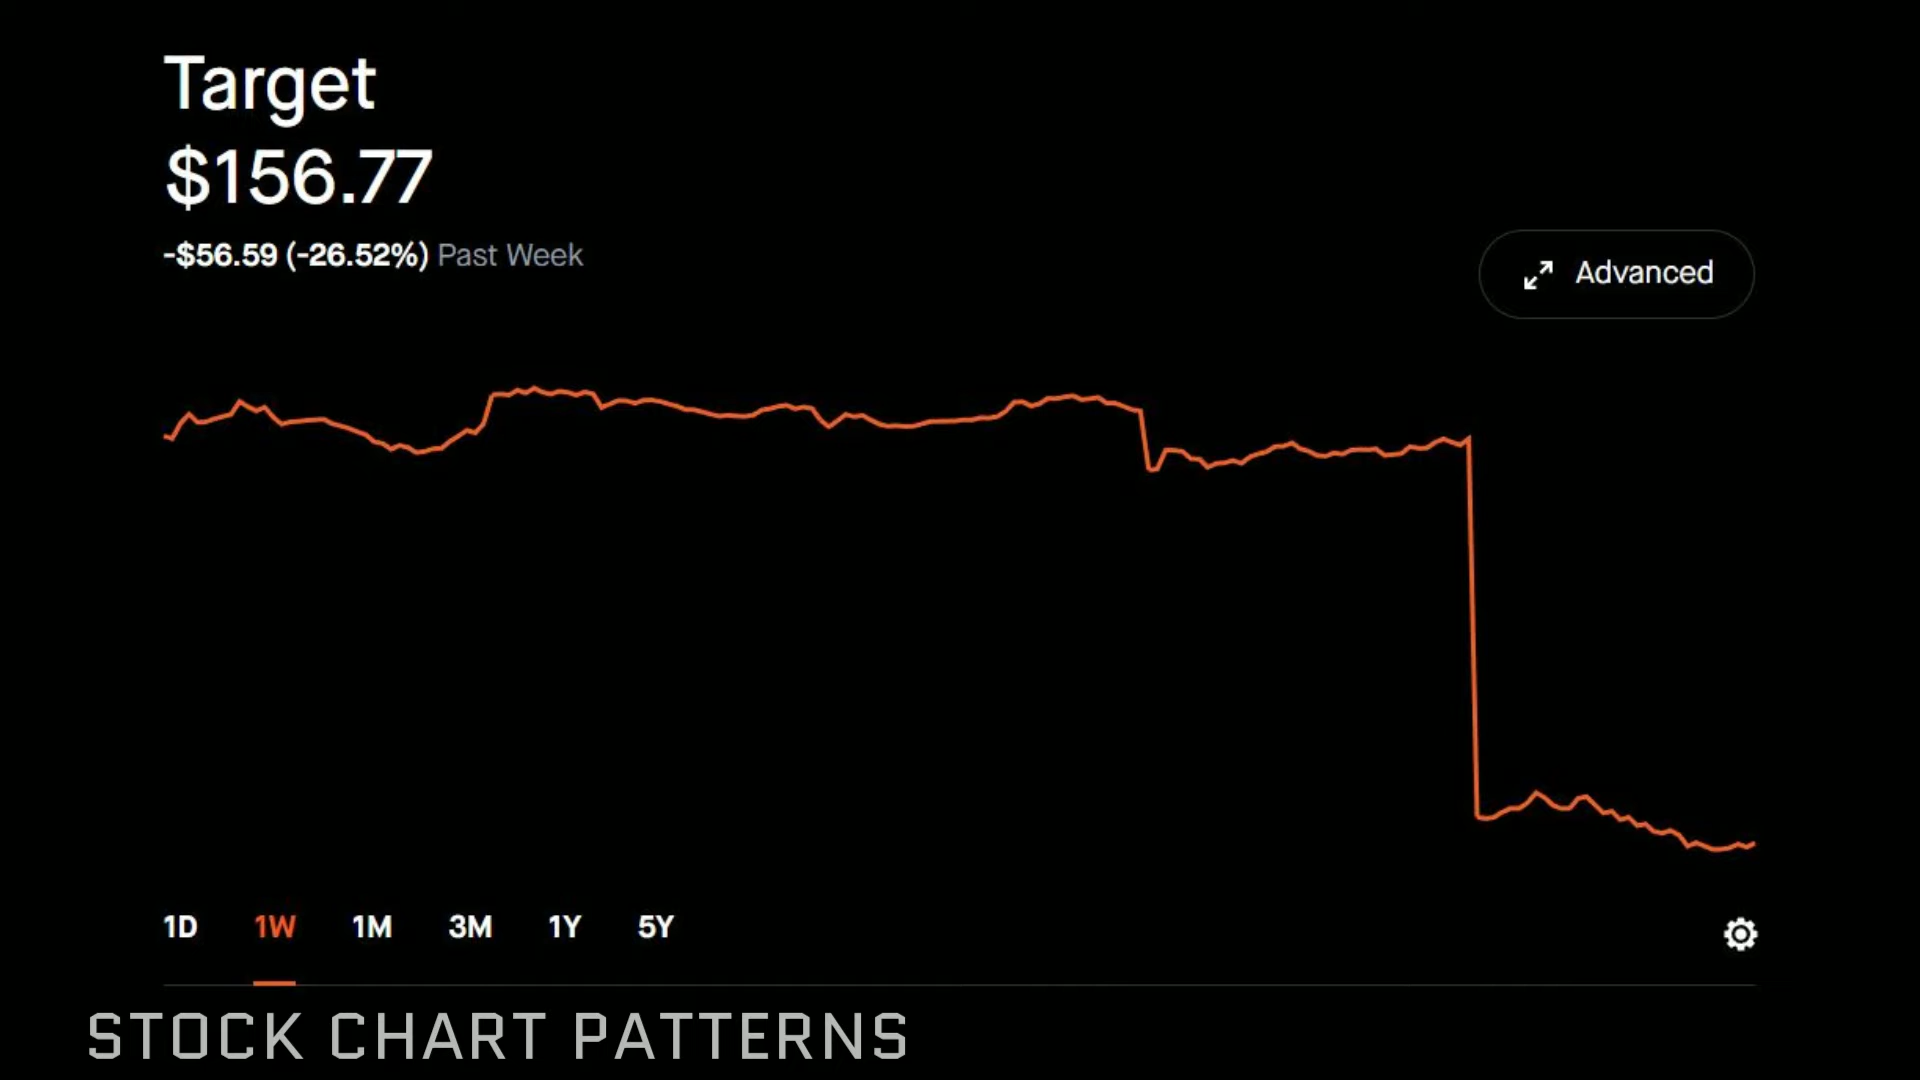 Target
$156.77
-$56.59 (-26.52%) Past Week
Advanced
1D 1W 1M 3M 1Y 5Y
STOCK CHART PATTERNS